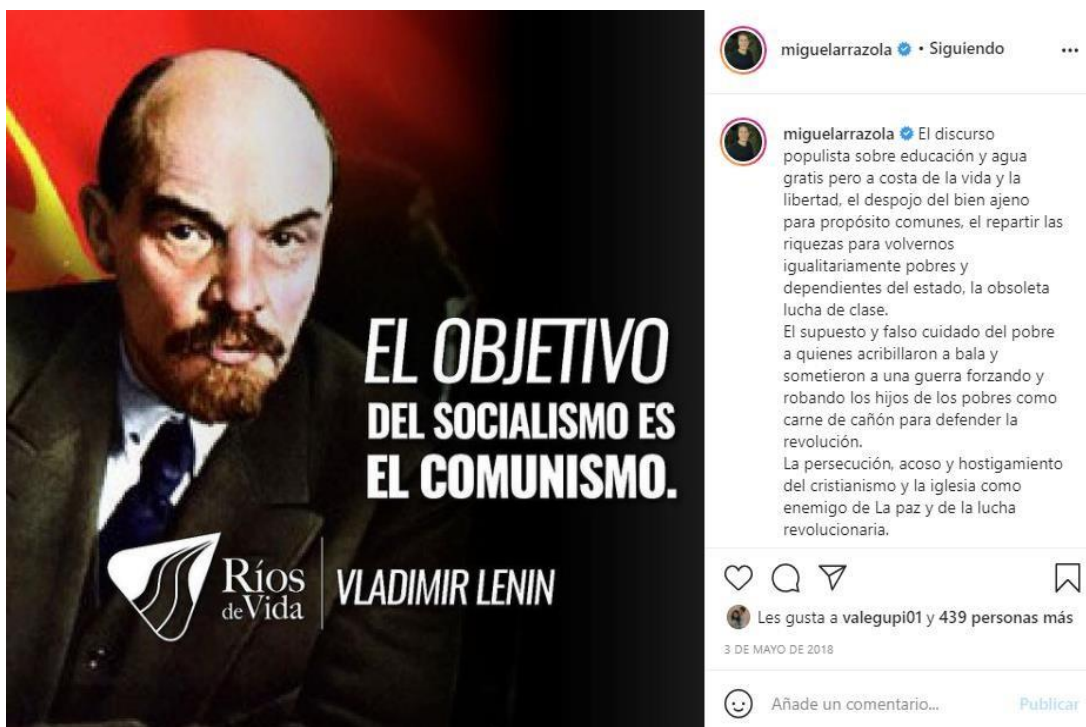 EL OBJETIVO
DEL SOCIALISMO ES
EL COMUNISMO.
Ríos
de Vida
VLADIMIR LENIN
miguelarrazola • Siguiendo
miguelarrazola El discurso
populista sobre educación y agua
gratis pero a costa de la vida y la
libertad, el despojo del bien ajeno
para propósito comunes, el repartir las
riquezas para volvernos
igualitariamente pobres y
dependientes del estado, la obsoleta
lucha de clase.
El supuesto y falso cuidado del pobre
a quienes acribillaron a bala y
sometieron a una guerra forzando y
robando los hijos de los pobres como
carne de cañón para defender la
revolución.
La persecución, acoso y hostigamiento
del cristianismo y la iglesia como
enemigo de La paz y de la lucha
revolucionaria.
Les gusta a valegupi01 y 439 personas más
3 DE MAYO DE 2018
Añade un comentario... Publicar